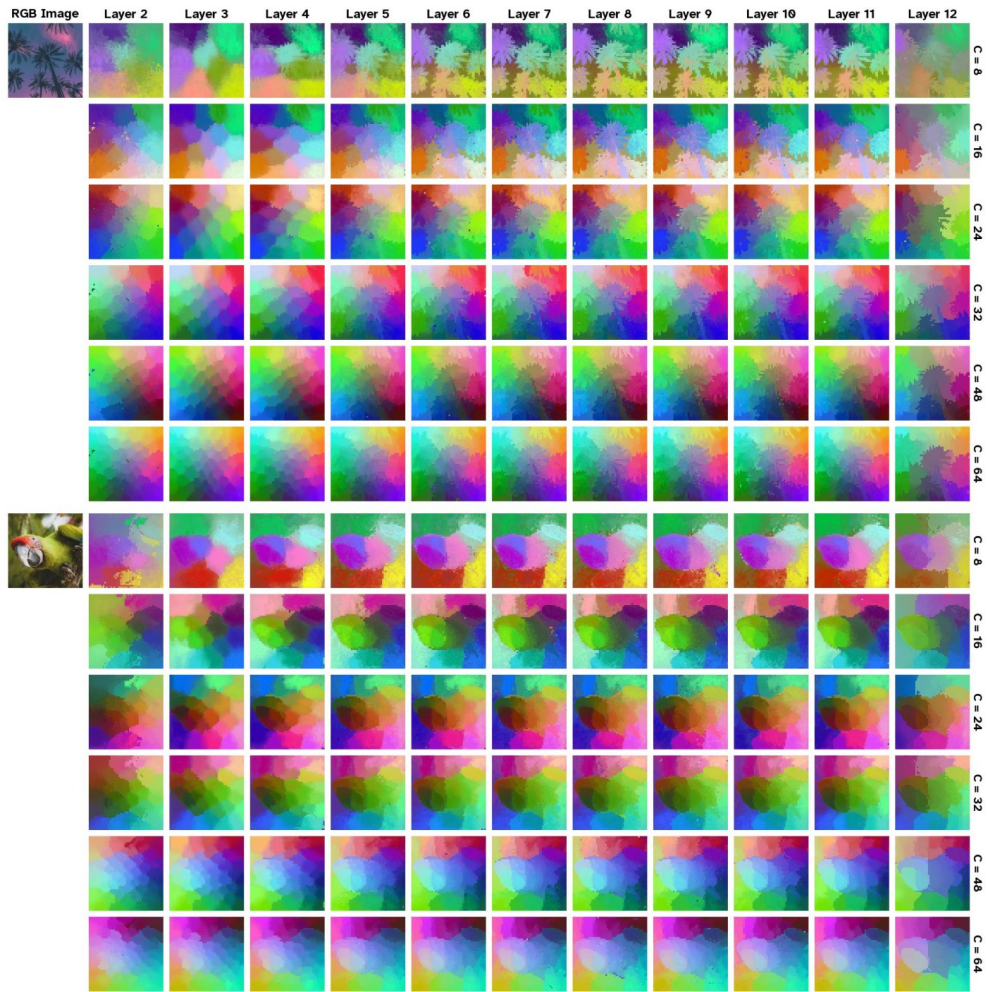 RGB Image Layer 2 Layer 3 Layer 4 Layer 5 Layer 6 Layer 7 Layer 8 Layer 9 Layer 10 Layer 11 Layer 12
C = 8
C = 16
C = 24
C = 32
C = 48
C = 64
C = 8
C = 16
C = 24
C = 32
C = 48
C = 64